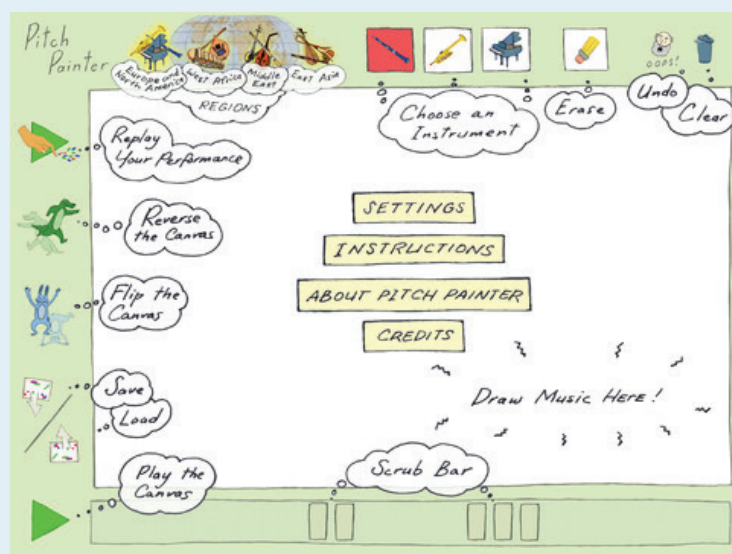 Pitch
Painter
Europe and
North America
West Africa
Middle
East
East Asia
REGIONS
Choose an
Instrument
Erase
OOPS!
Undo
Clear
Replay
Your Performance
Reverse
the Canvas
Flip the
Canvas
Save
Load
Play the
Canvas
SETTINGS
INSTRUCTIONS
ABOUT PITCH PAINTER
CREDITS
Draw Music Here!
Scrub Bar